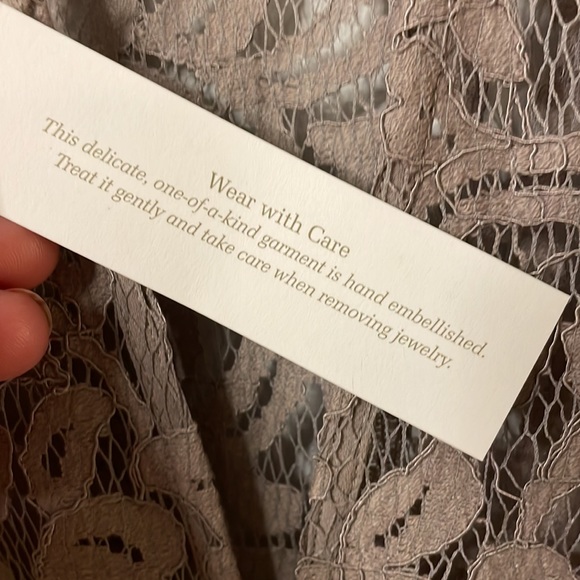 Wear with Care
This delicate, one-of-a-kind garment is hand embellished.
Treat it gently and take care when removing jewelry.